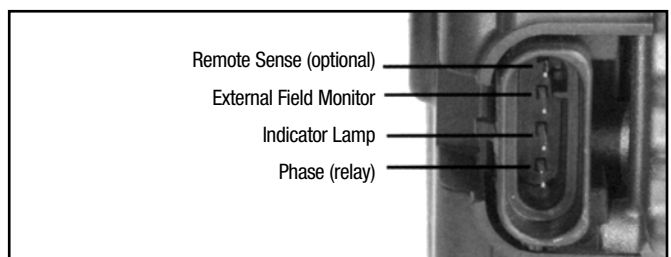 Remote Sense (optional)
External Field Monitor
Indicator Lamp
Phase (relay)